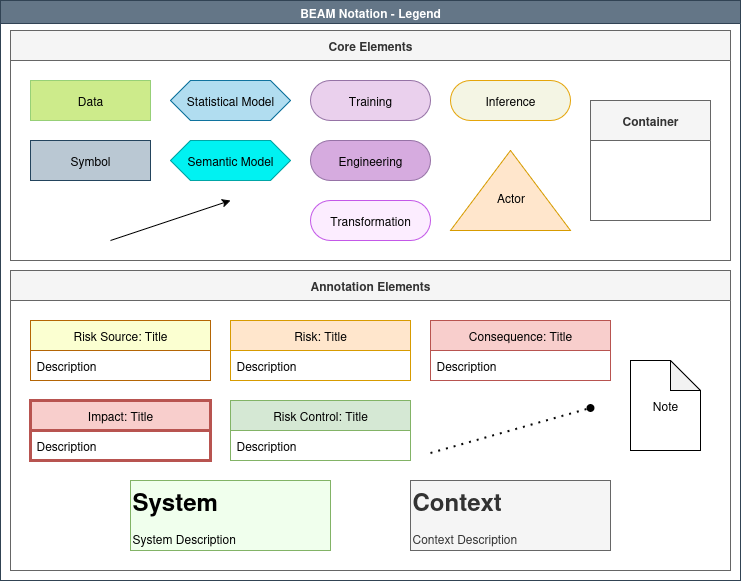 BEAM Notation - Legend
Core Elements
Data
Statistical Model
Training
Inference
Container
Symbol
Semantic Model
Engineering
Actor
Transformation
Annotation Elements
Risk Source: Title
Description
Risk: Title
Description
Consequence: Title
Description
Note
Impact: Title
Description
Risk Control: Title
Description
System
System Description
Context
Context Description